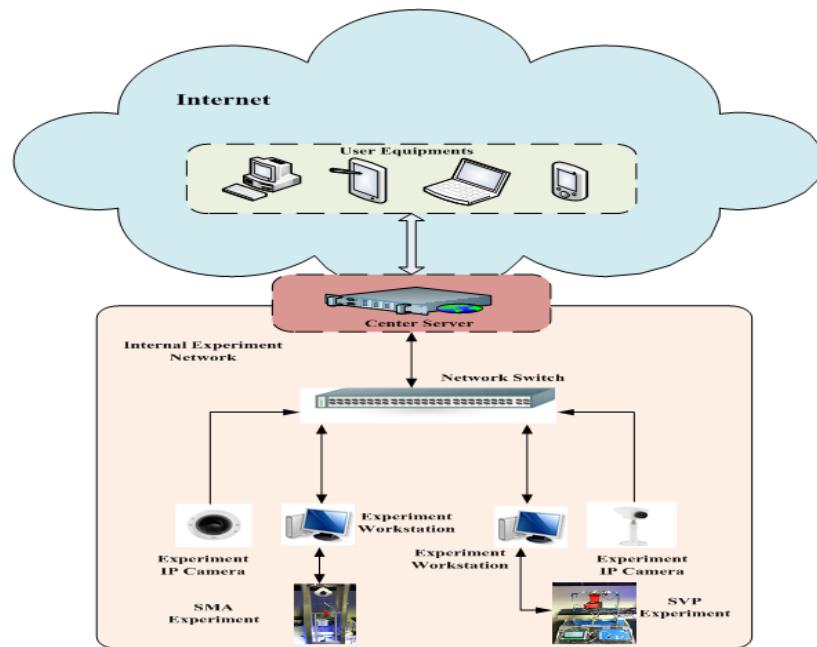 Internet
User Equipments
Center Server
Internal Experiment
Network
Network Switch
Experiment
Workstation
Experiment
IP Camera
Experiment
Workstation
Experiment
IP Camera
SMA
Experiment
SVP
Experiment